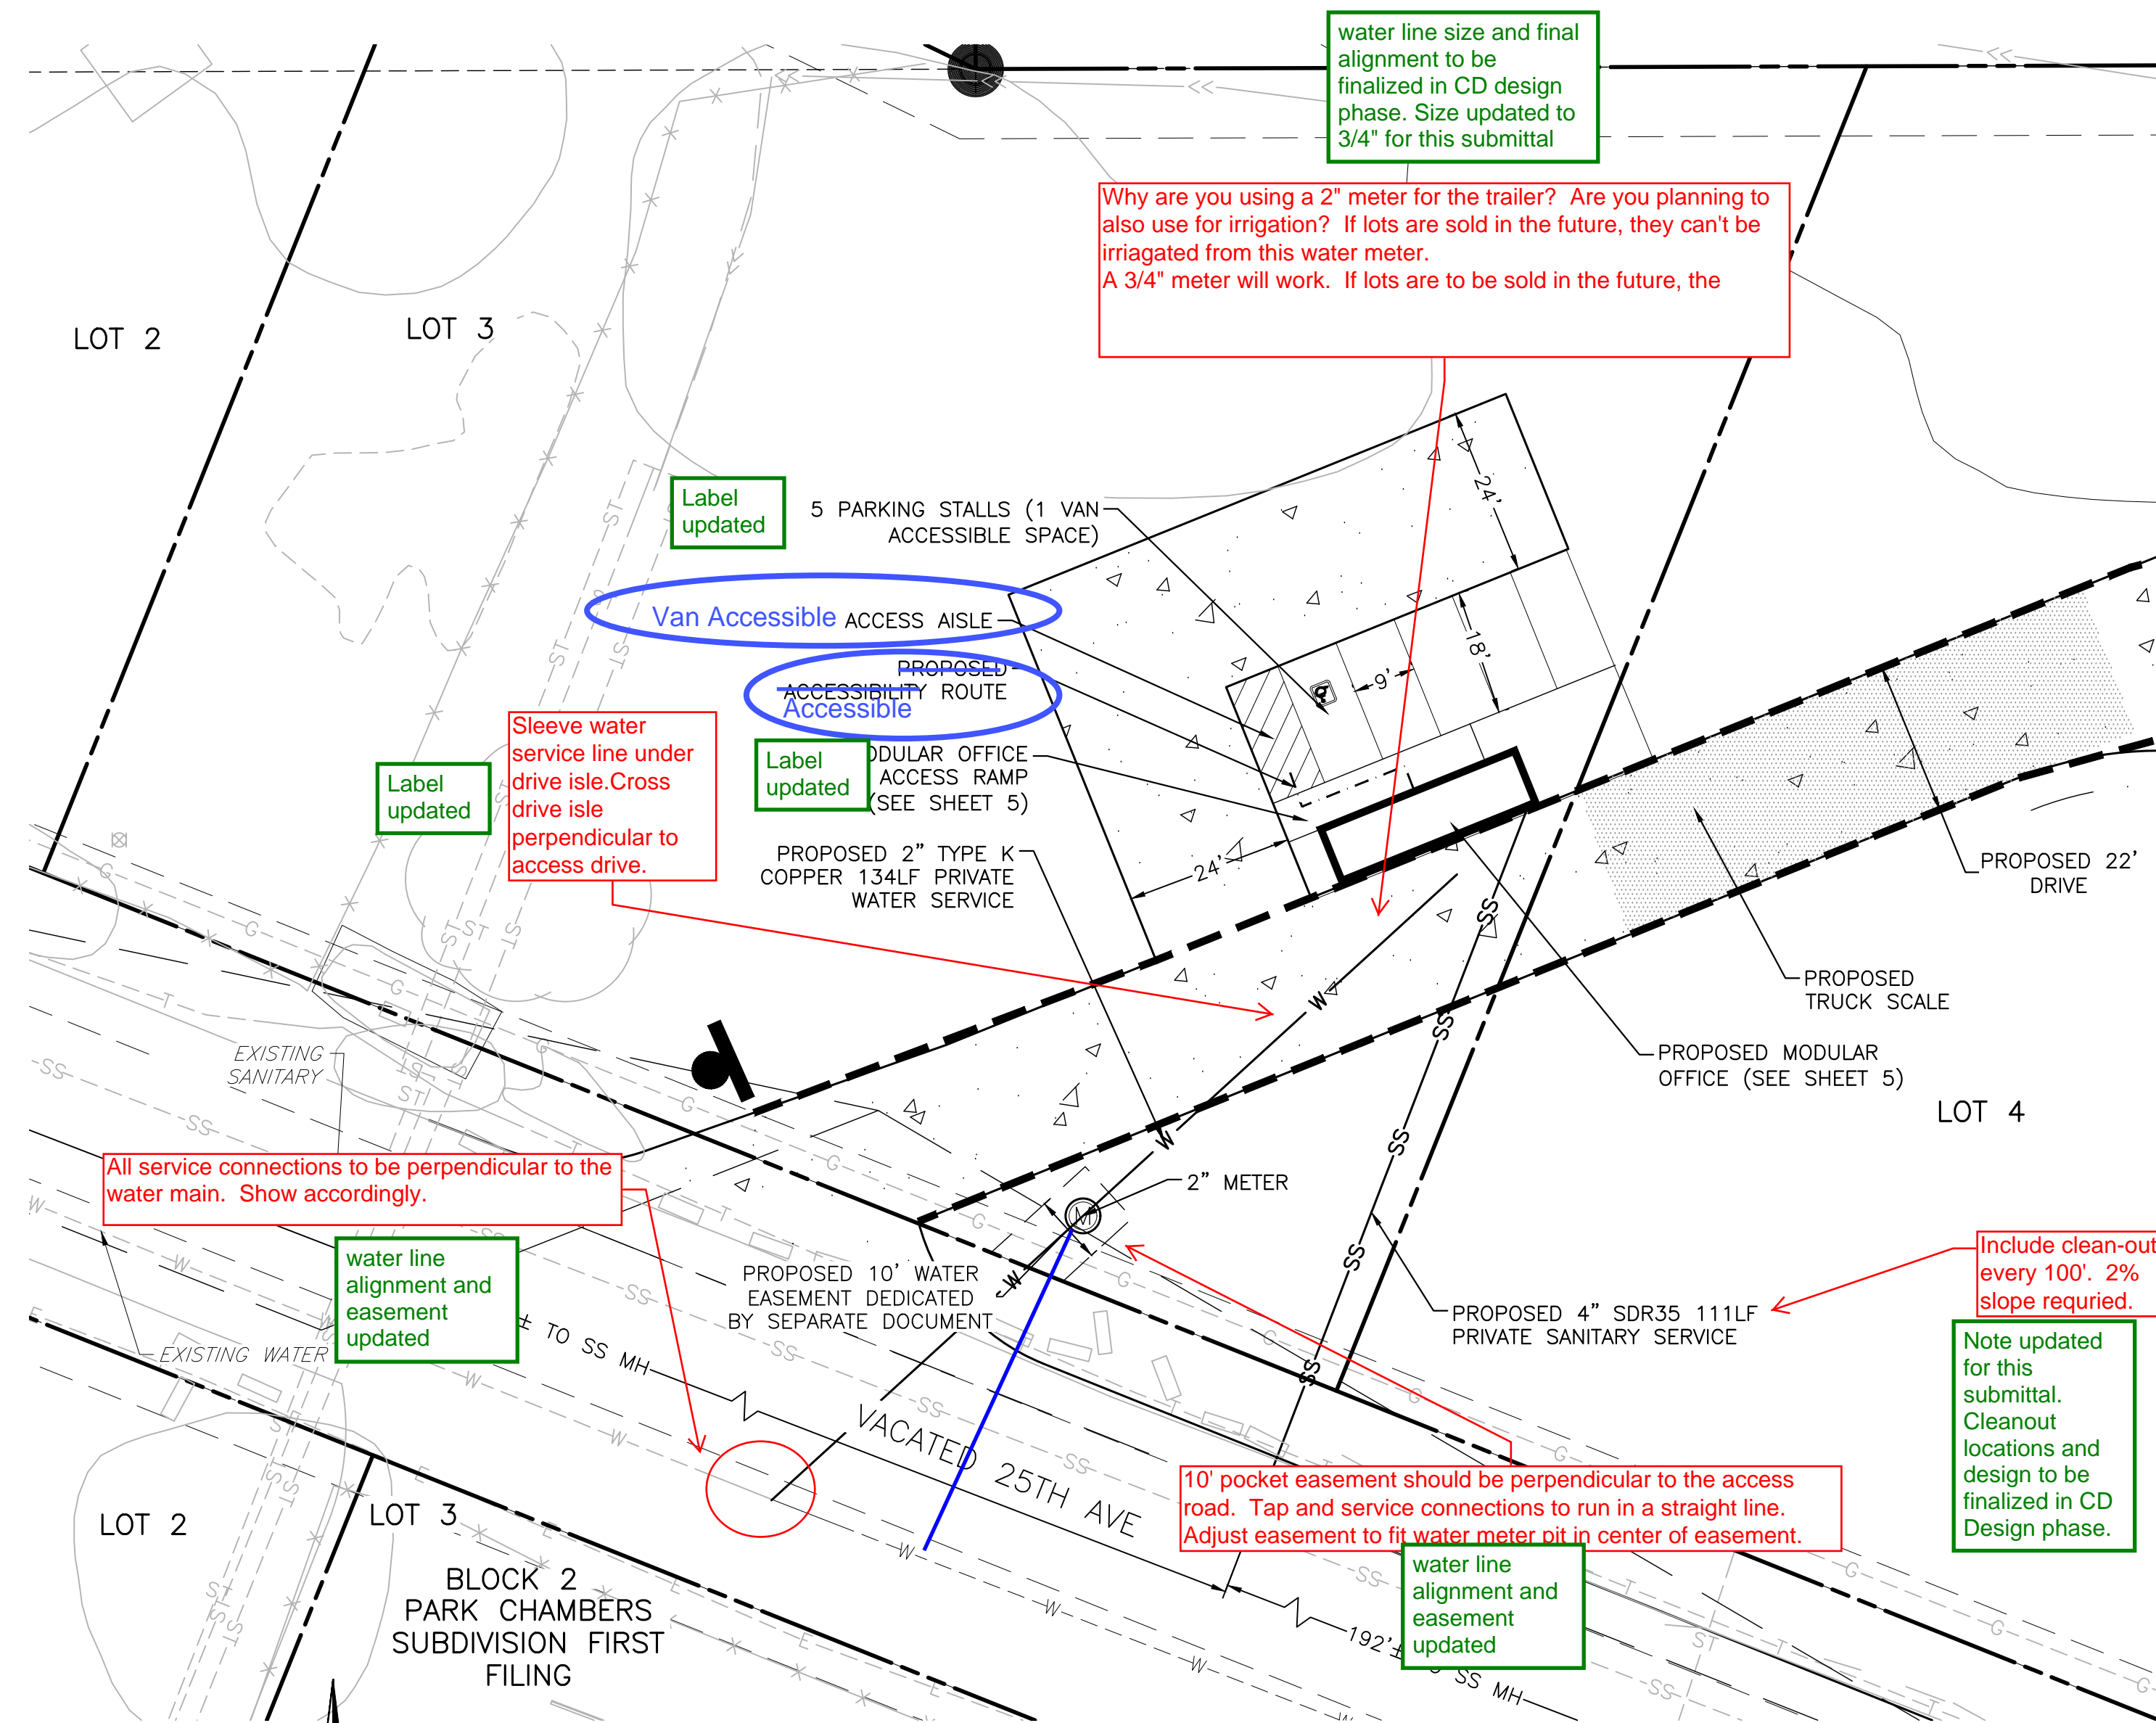 water line size and final
alignment to be
finalized in CD design
phase. Size updated to
3/4" for this submittal
Why are you using a 2" meter for the trailer?  Are you planning to
also use for irrigation?  If lots are sold in the future, they can't be
irriagated from this water meter.
A 3/4" meter will work.  If lots are to be sold in the future, the
LOT 2
LOT 3
Label
updated
5 PARKING STALLS (1 VAN
ACCESSIBLE SPACE)
24'
Van Accessible ACCESS AISLE
PROPOSED
ACCESSIBILITY ROUTE
Accessible
18'
9'
Sleeve water
service line under
drive isle.Cross
drive isle
perpendicular to
access drive.
Label
updated
Label
updated
ODULAR OFFICE
ACCESS RAMP
(SEE SHEET 5)
PROPOSED 2" TYPE K
COPPER 134LF PRIVATE
WATER SERVICE
24'
PROPOSED 22'
DRIVE
PROPOSED
TRUCK SCALE
PROPOSED MODULAR
OFFICE (SEE SHEET 5)
LOT 4
EXISTING
SANITARY
All service connections to be perpendicular to the
water main.  Show accordingly.
2" METER
M
water line
alignment and
easement
updated
PROPOSED 10' WATER
EASEMENT DEDICATED
BY SEPARATE DOCUMENT
Include clean-out
every 100'.  2%
slope requried.
PROPOSED 4" SDR35 111LF
PRIVATE SANITARY SERVICE
± TO SS MH
EXISTING WATER
Note updated
for this
submittal.
Cleanout
locations and
design to be
finalized in CD
Design phase.
VACATED 25TH AVE
10' pocket easement should be perpendicular to the access
road.  Tap and service connections to run in a straight line.
Adjust easement to fit water meter pit in center of easement.
LOT 2
LOT 3
water line
alignment and
easement
updated
BLOCK 2
PARK CHAMBERS
SUBDIVISION FIRST
FILING
192'±
SS MH